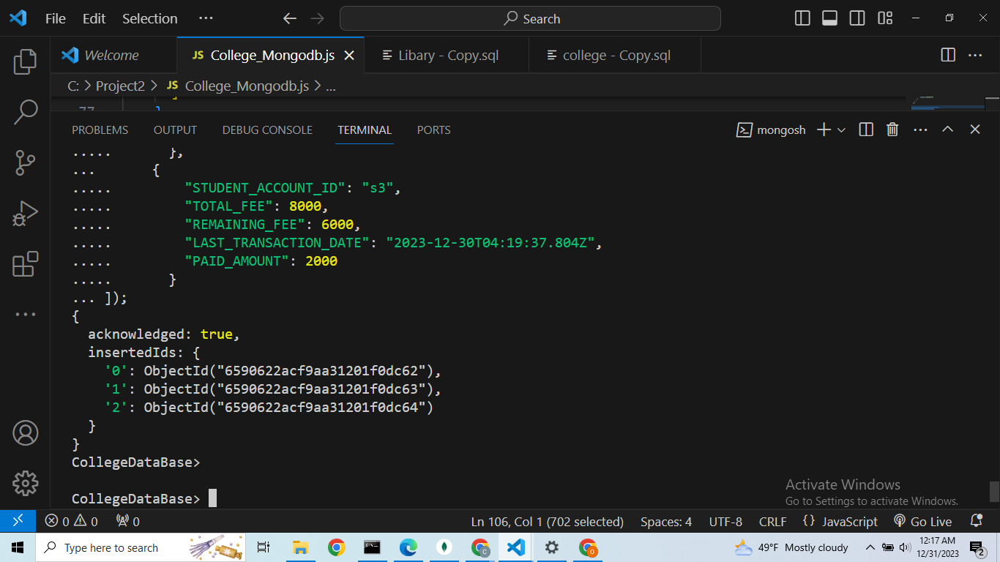 File Edit Selection ... Search
Welcome JS College_Mongodb.js Libary - Copy.sql college - Copy.sql ...
C: > Project2 > JS College_Mongodb.js > ...
77 }
PROBLEMS OUTPUT DEBUG CONSOLE TERMINAL PORTS mongosh ...
..... },
... {
..... "STUDENT_ACCOUNT_ID": "s3",
..... "TOTAL_FEE": 8000,
..... "REMAINING_FEE": 6000,
..... "LAST_TRANSACTION_DATE": "2023-12-30T04:19:37.804Z",
..... "PAID_AMOUNT": 2000
..... }
... ]);
{
acknowledged: true,
insertedIds: {
'0': ObjectId("6590622acf9aa31201f0dc62"),
'1': ObjectId("6590622acf9aa31201f0dc63"),
'2': ObjectId("6590622acf9aa31201f0dc64")
}
}
CollegeDataBase>
CollegeDataBase>
Activate Windows
Go to Settings to activate Windows.
0 0 0 Ln 106, Col 1 (702 selected) Spaces: 4 UTF-8 CRLF {} JavaScript Go Live
Type here to search 49°F Mostly cloudy 12:17 AM
12/31/2023 2